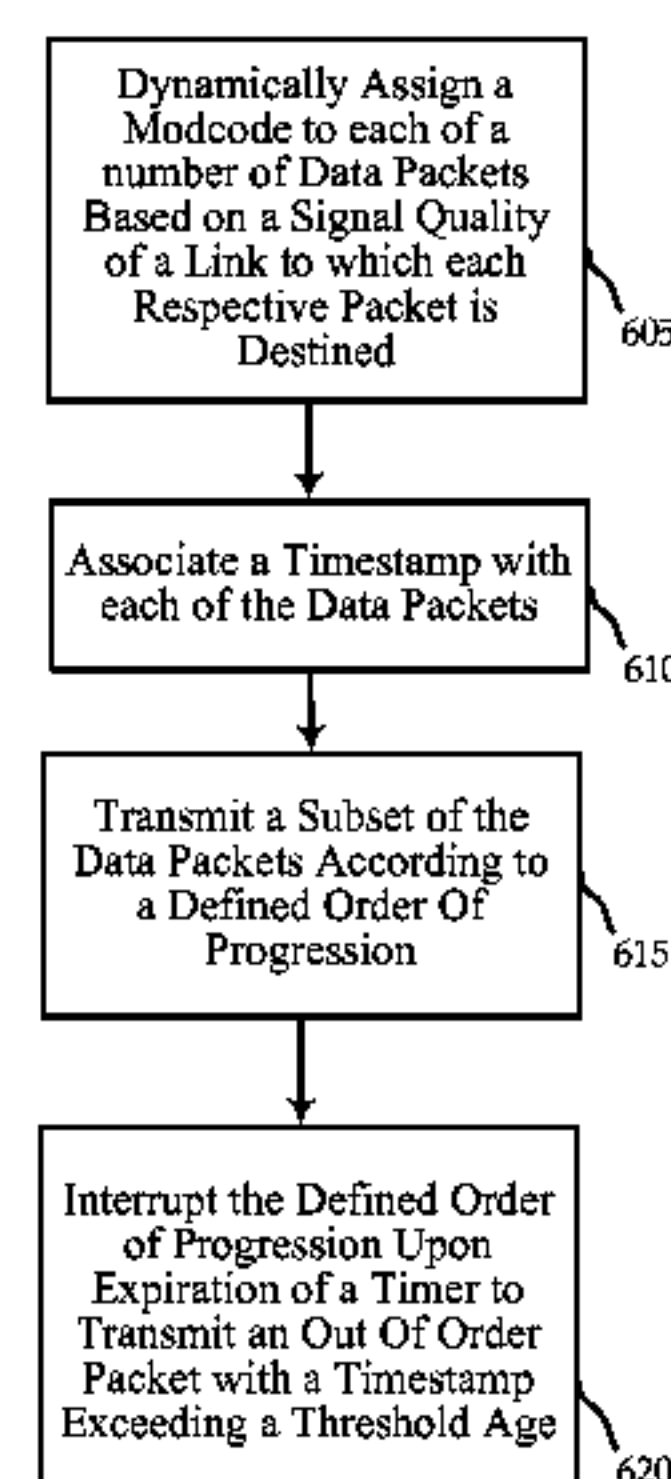 Dynamically Assign a
Modcode to each of a
number of Data Packets
Based on a Signal Quality
of a Link to which each
Respective Packet is
Destined
605
Associate a Timestamp with
each of the Data Packets
610
Transmit a Subset of the
Data Packets According to
a Defined Order Of
Progression
615
Interrupt the Defined Order
of Progression Upon
Expiration of a Timer to
Transmit an Out Of Order
Packet with a Timestamp
Exceeding a Threshold Age
620